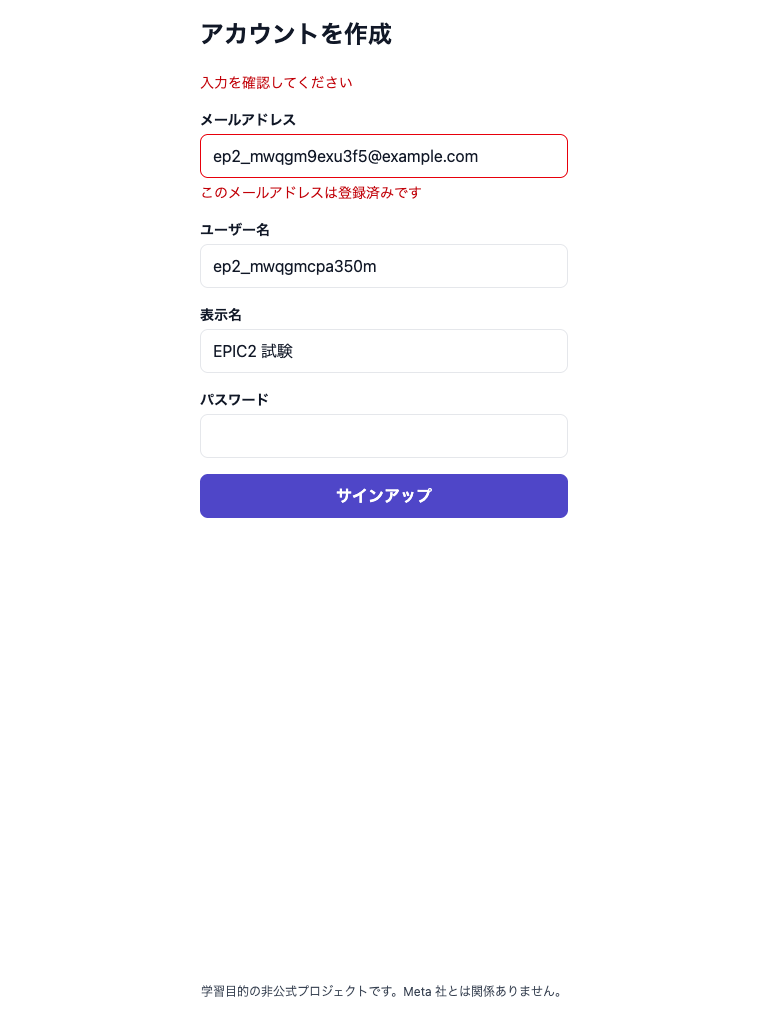 アカウントを作成
入力を確認してください
メールアドレス
ep2_mwqgm9exu3f5@example.com
このメールアドレスは登録済みです
ユーザー名
ep2_mwqgmcpa350m
表示名
EPIC2 試験
パスワード
サインアップ
学習目的の非公式プロジェクトです。Meta 社とは関係ありません。